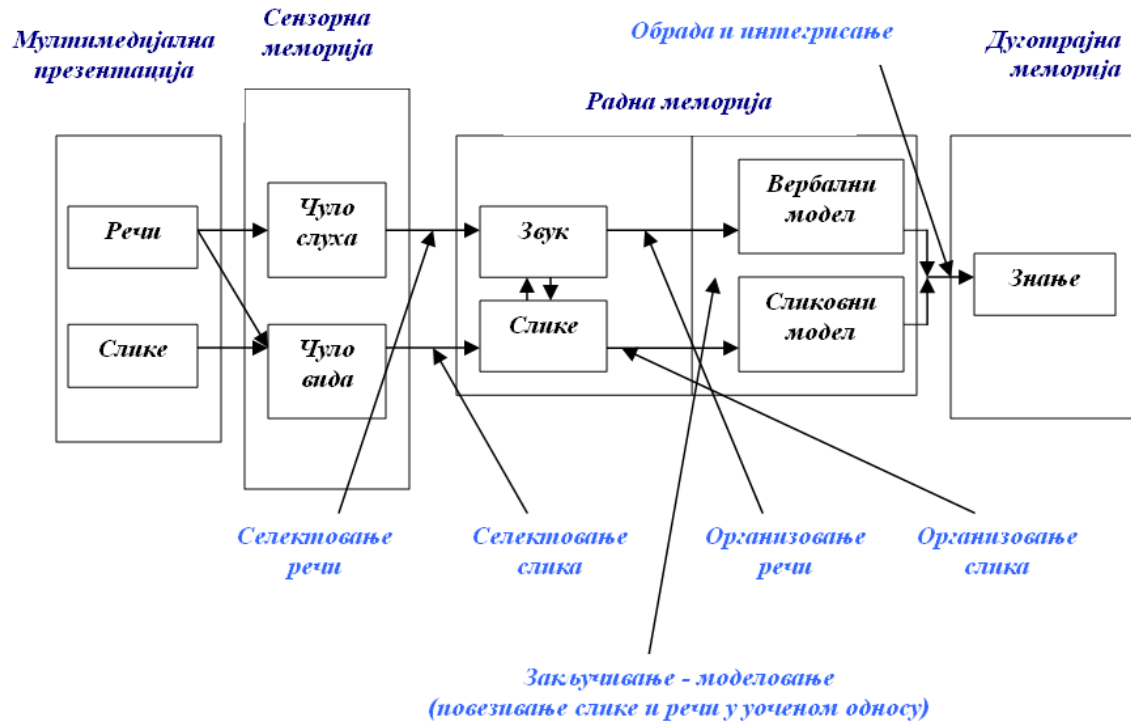 Мултимедијална
презентација
Сензорна
меморија
Обрада и интегрисање
Радна меморија
Дуготрајна
меморија
Речи
Слике
Чуло
слуха
Чуло
вида
Звук
Слике
Вербални
модел
Сликовни
модел
Знање
Селектовање
речи
Селектовање
слика
Организовање
речи
Организовање
слика
Закључивање - моделовање
(повезивање слике и речи у уоченом односу)